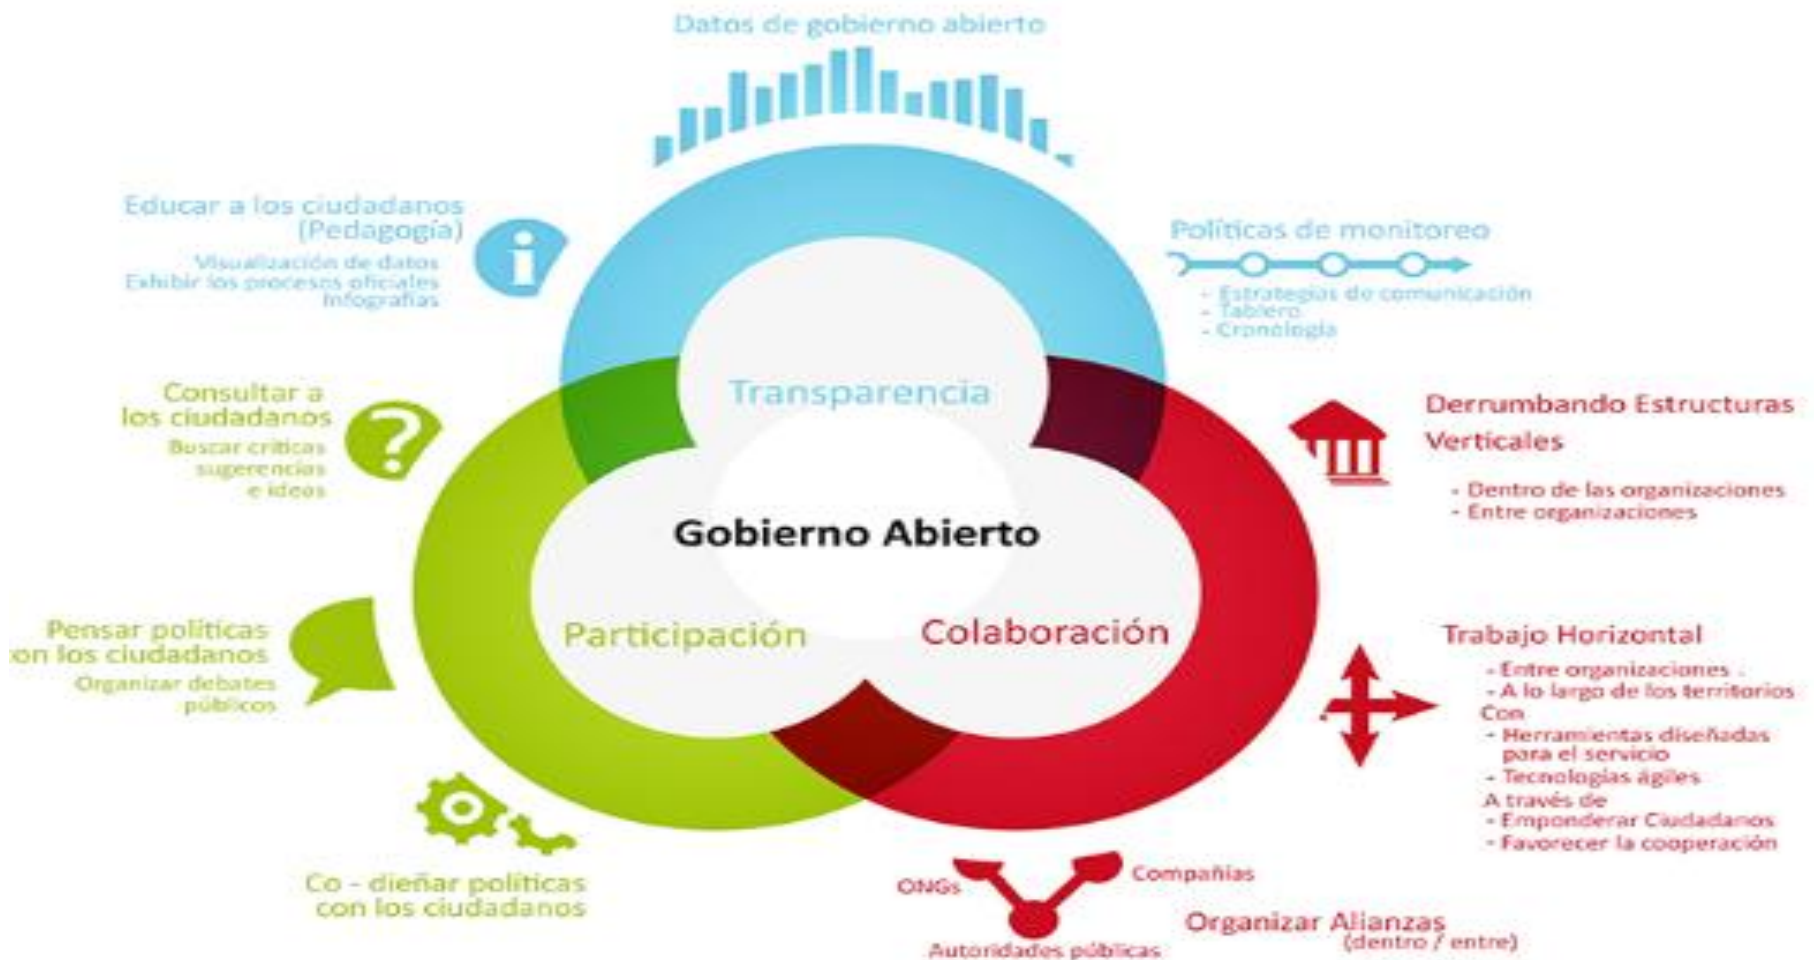 Datos de gobierno abierto
Educar a los ciudadanos
(Pedagogía)
Visualización de datos
Exhibir los procesos oficiales
Infografías
Políticas de monitoreo
- Estrategias de comunicación
- Tablero
- Cronología
Transparencia
Consultar a
los ciudadanos
Buscar críticas
sugerencias
e ideas
Derrumbando Estructuras
Verticales
- Dentro de las organizaciones
- Entre organizaciones
Gobierno Abierto
Pensar políticas
on los ciudadanos
Organizar debates
públicos
Participación
Colaboración
Trabajo Horizontal
- Entre organizaciones .
- A lo largo de los territorios
Con
- Herramientas diseñadas
para el servicio
- Tecnologías ágiles
A través de
- Emponderar Ciudadanos
- Favorecer la cooperación
Co - dieñar políticas
con los ciudadanos
ONGs
Compañías
Autoridades públicas
Organizar Alianzas
(dentro / entre)